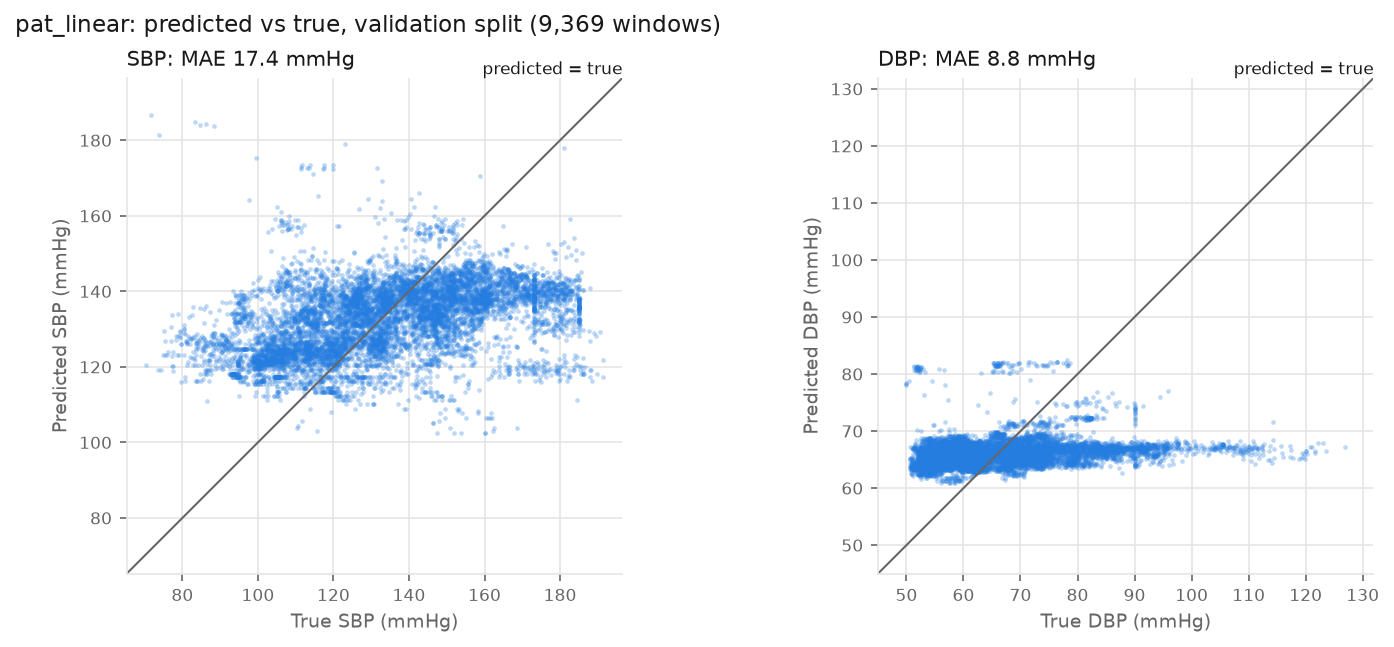 pat_linear: predicted vs true, validation split (9,369 windows)
SBP: MAE 17.4 mmHg
predicted = true
180
160
140
120
100
80
Predicted SBP (mmHg)
80 100 120 140 160 180
True SBP (mmHg)
DBP: MAE 8.8 mmHg
predicted = true
130
120
110
100
90
80
70
60
50
Predicted DBP (mmHg)
50 60 70 80 90 100 110 120 130
True DBP (mmHg)